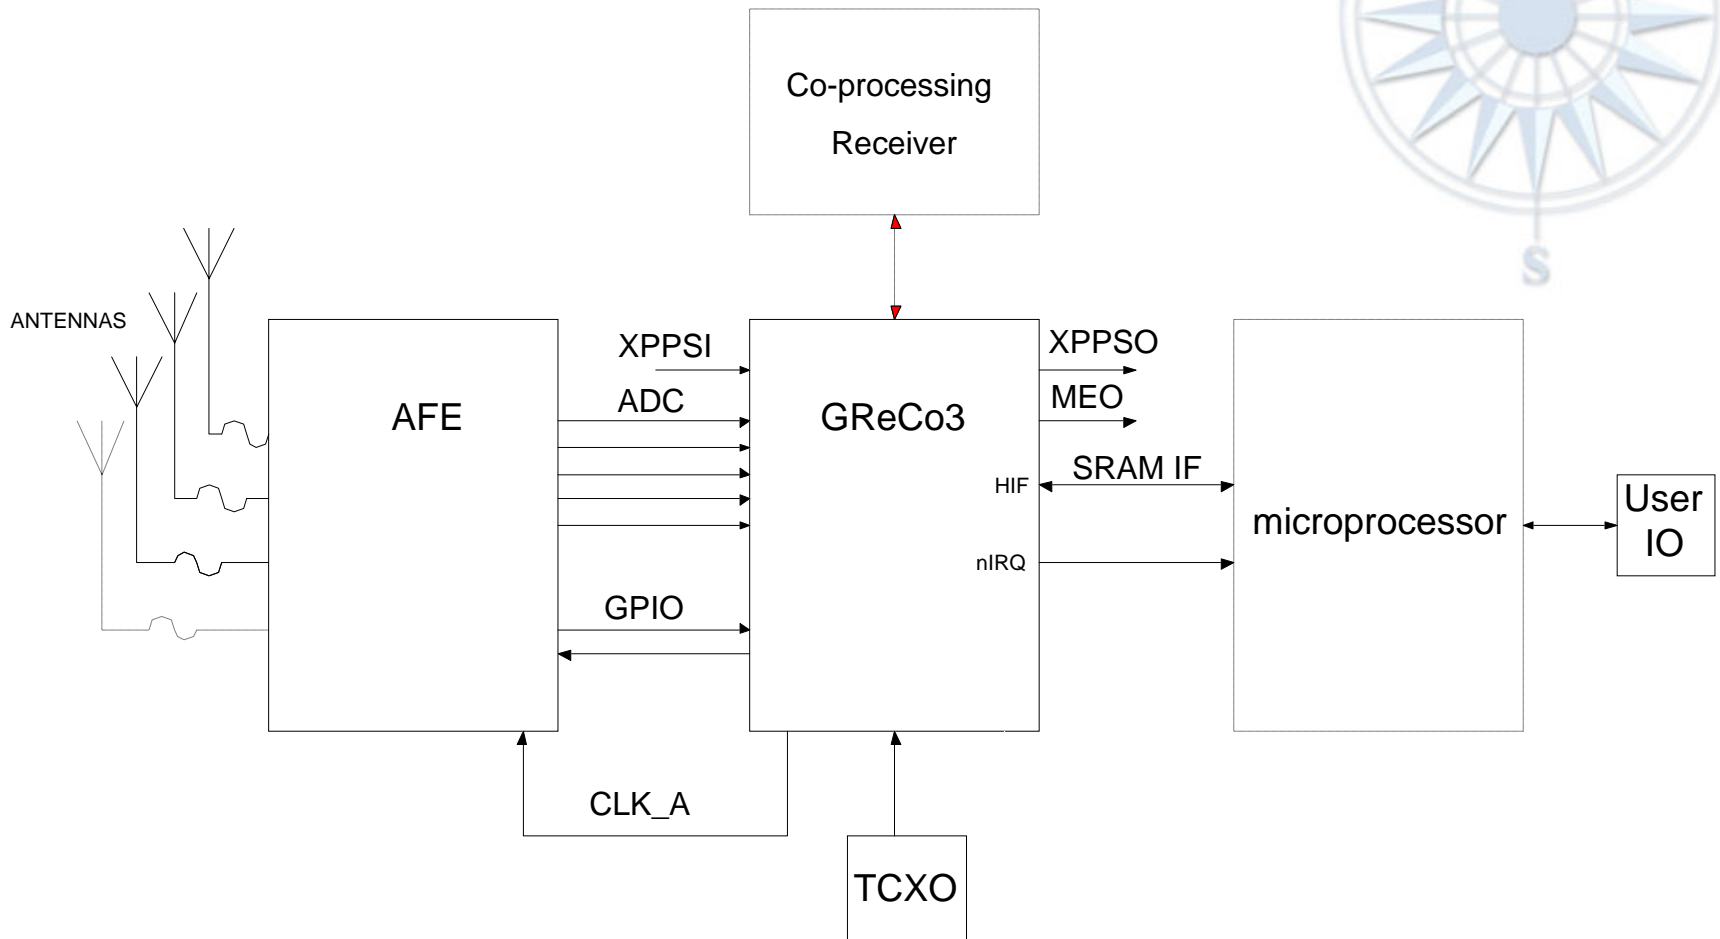 Co-processing
Receiver
S
ANTENNAS
XPPSI
XPPSO
ADC
MEO
AFE
GReCo3
SRAM IF
HIF
microprocessor
User
IO
nIRQ
GPIO
CLK_A
TCXO